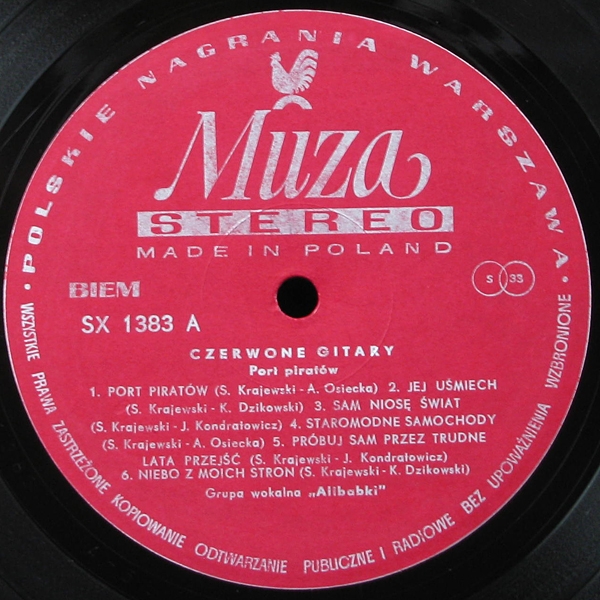 • POLSKIE NAGRANIA WARSZAWA •
Muza
STEREO
MADE IN POLAND
BIEM
S 33
SX 1383 A
CZERWONE GITARY
Port piratów
1. PORT PIRATÓW (S. Krajewski - A. Osiecka) 2. JEJ UŚMIECH
(S. Krajewski - K. Dzikowski) 3. SAM NIOSĘ ŚWIAT
(S. Krajewski - J. Kondratowicz) 4. STAROMODNE SAMOCHODY
(S. Krajewski - A. Osiecka) 5. PRÓBUJ SAM PRZEZ TRUDNE
LATA PRZEJŚĆ (S. Krajewski - J. Kondratowicz)
6. NIEBO Z MOICH STRON (S. Krajewski - K. Dzikowski)
Grupa wokalna „Alibabki"
WSZYSTKIE PRAWA ZASTRZEŻONE KOPIOWANIE ODTWARZANIE PUBLICZNE I RADIOWE BEZ UPOWAŻNIENIA WZBRONIONE